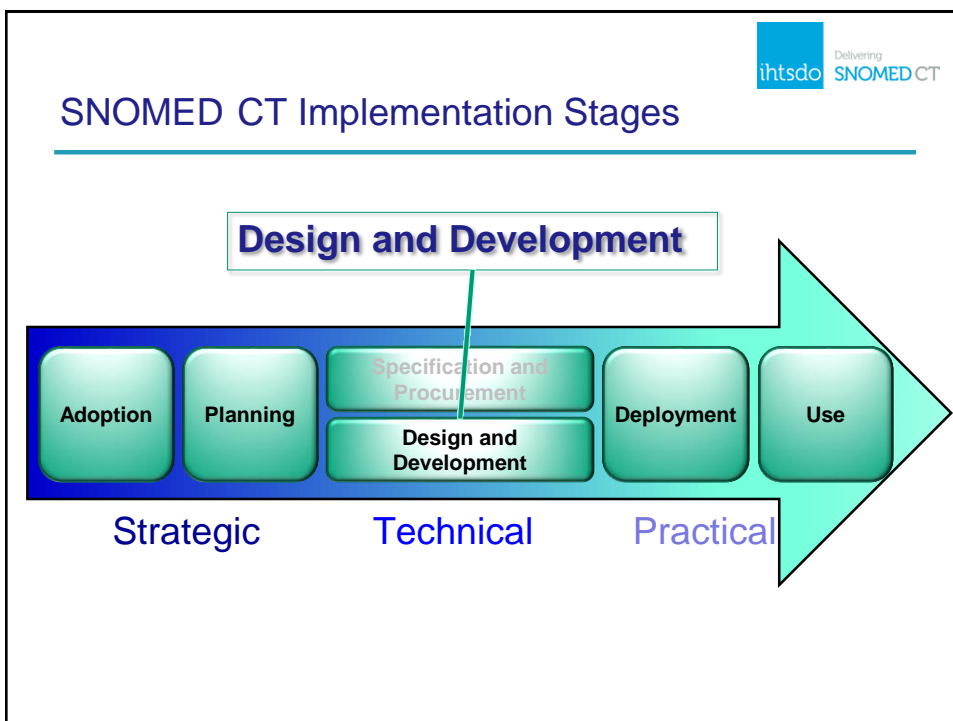 ihtsdo
Delivering
SNOMED CT
SNOMED CT Implementation Stages
Design and Development
Adoption
Planning
Specification and
Procurement
Design and
Development
Deployment
Use
Strategic
Technical
Practical